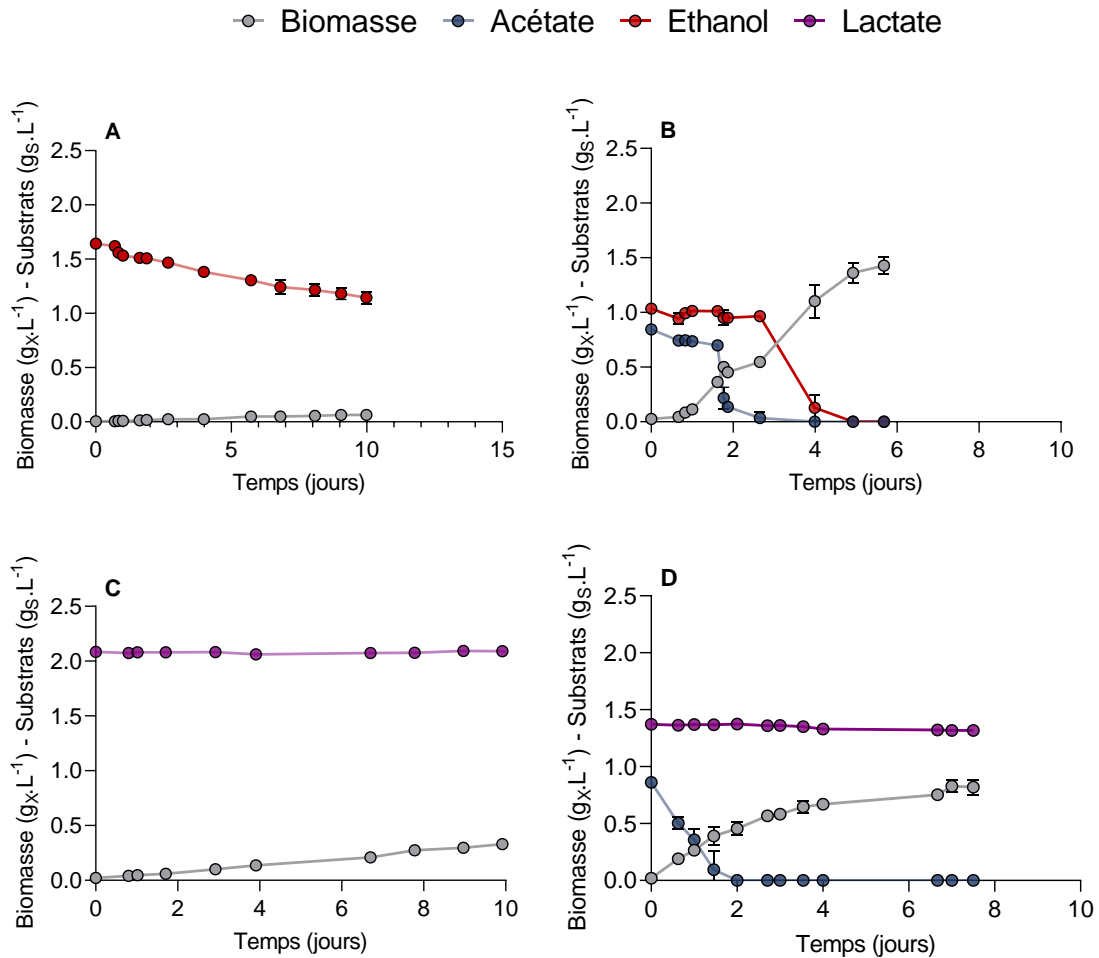 Biomasse Acétate Ethanol Lactate
A
Biomasse (gX.L-1) - Substrats (gS.L-1)
2.5
2.0
1.5
1.0
0.5
0.0
0 5 10 15
Temps (jours)
B
Biomasse (gX.L-1) - Substrats (gS.L-1)
2.5
2.0
1.5
1.0
0.5
0.0
0 2 4 6 8 10
Temps (jours)
C
Biomasse (gX.L-1) - Substrats (gS.L-1)
2.5
2.0
1.5
1.0
0.5
0.0
0 2 4 6 8 10
Temps (jours)
D
Biomasse (gX.L-1) - Substrats (gS.L-1)
2.5
2.0
1.5
1.0
0.5
0.0
0 2 4 6 8 10
Temps (jours)